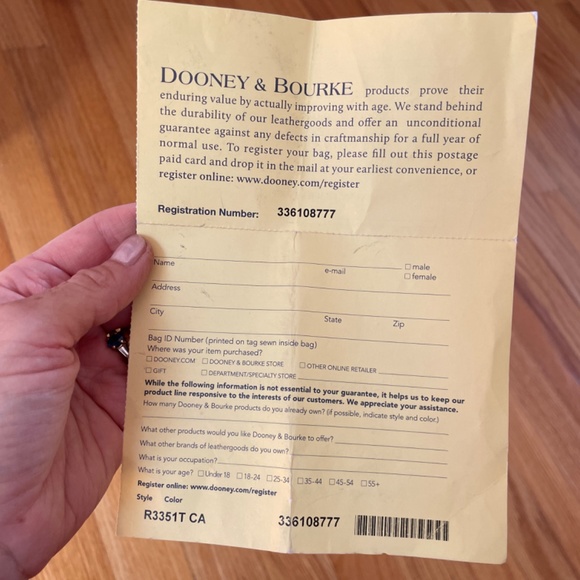 DOONEY & BOURKE products prove their
enduring value by actually improving with age. We stand behind
the durability of our leathergoods and offer an unconditional
guarantee against any defects in craftmanship for a full year of
normal use. To register your bag, please fill out this postage
paid card and drop it in the mail at your earliest convenience, or
register online: www.dooney.com/register
Registration Number: 336108777
Name e-mail ☐ male
☐ female
Address
City State Zip
Bag ID Number (printed on tag sewn inside bag)
Where was your item purchased?
☐ DOONEY.COM ☐ DOONEY & BOURKE STORE ☐ OTHER ONLINE RETAILER
☐ GIFT ☐ DEPARTMENT/SPECIALTY STORE
While the following information is not essential to your guarantee, it helps us to keep our
product line responsive to the interests of our customers. We appreciate your assistance.
How many Dooney & Bourke products do you already own? (if possible, indicate style and color.)
What other products would you like Dooney & Bourke to offer?
What other brands of leathergoods do you own?
What is your occupation?
What is your age? ☐ Under 18 ☐ 18-24 ☐ 25-34 ☐ 35-44 ☐ 45-54 ☐ 55+
Register online: www.dooney.com/register
Style Color
R3351T CA 336108777